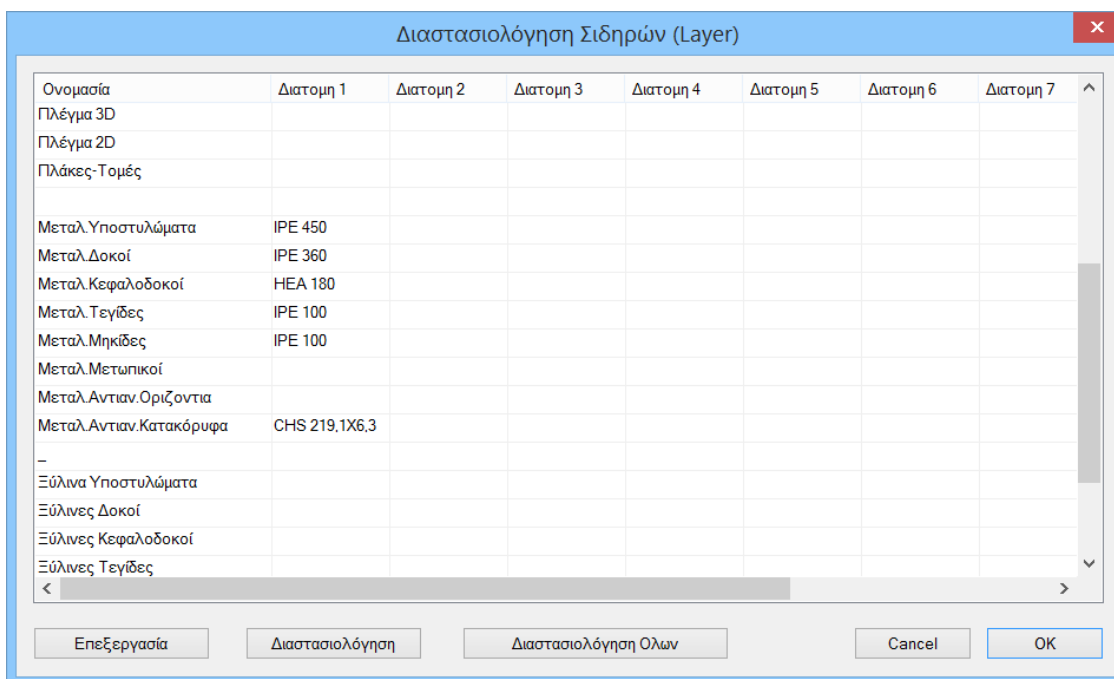 Διαστασιολόγηση Σιδηρών (Layer)
Ονομασία Διατομη 1 Διατομη 2 Διατομη 3 Διατομη 4 Διατομη 5 Διατομη 6 Διατομη 7
Πλέγμα 3D
Πλέγμα 2D
Πλάκες-Τομές
Μεταλ.Υποστυλώματα IPE 450
Μεταλ.Δοκοί IPE 360
Μεταλ.Κεφαλοδοκοί HEA 180
Μεταλ.Τεγίδες IPE 100
Μεταλ.Μηκίδες IPE 100
Μεταλ.Μετωπικοί
Μεταλ.Αντιαν.Οριζοντια
Μεταλ.Αντιαν.Κατακόρυφα CHS 219,1X6,3
_
Ξύλινα Υποστυλώματα
Ξύλινες Δοκοί
Ξύλινες Κεφαλοδοκοί
Ξύλινες Τεγίδες
Επεξεργασία Διαστασιολόγηση Διαστασιολόγηση Ολων Cancel OK